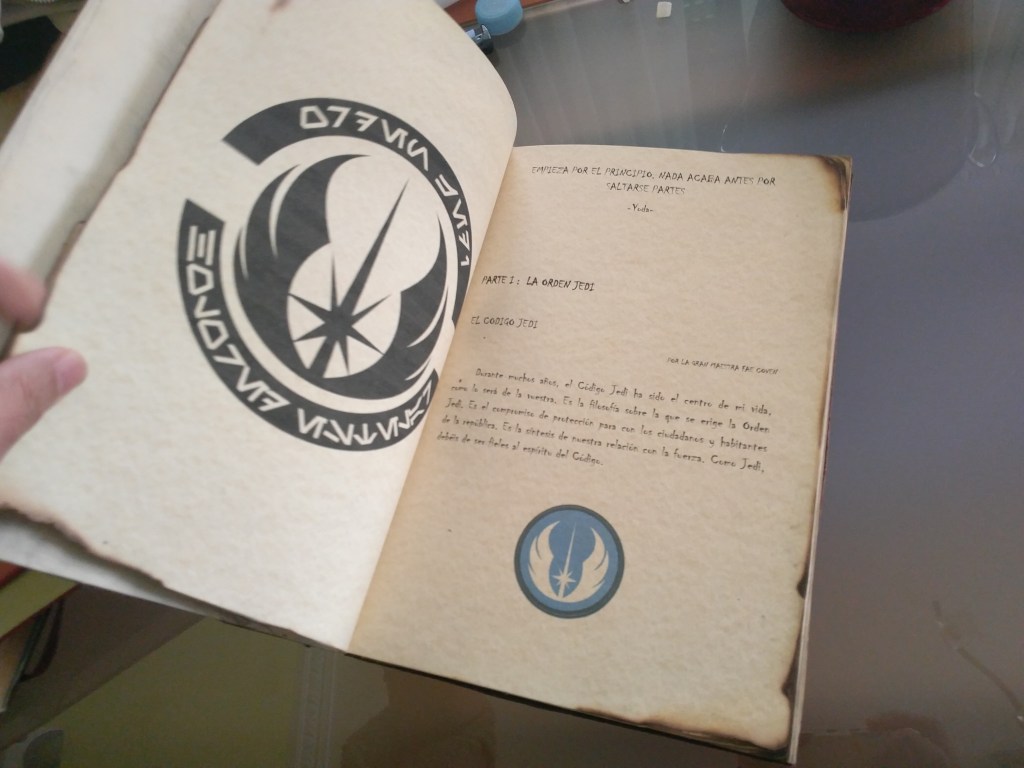 EMPIEZA POR EL PRINCIPIO, NADA ACABA ANTES POR
SALTARSE PARTES
-Yoda-
PARTE 1: LA ORDEN JEDI
EL CODIGO JEDI
POR LA GRAN MAESTRA FAE COVEN
Durante muchos años, el Código Jedi ha sido el centro de mi vida,
como lo será de la vuestra. Es la filosofía sobre la que se erige la Orden
Jedi. Es el compromiso de protección para con los ciudadanos y habitantes
de la república. Es la síntesis de nuestra relación con la fuerza. Como Jedi,
debéis de ser fieles al espíritu del Código.